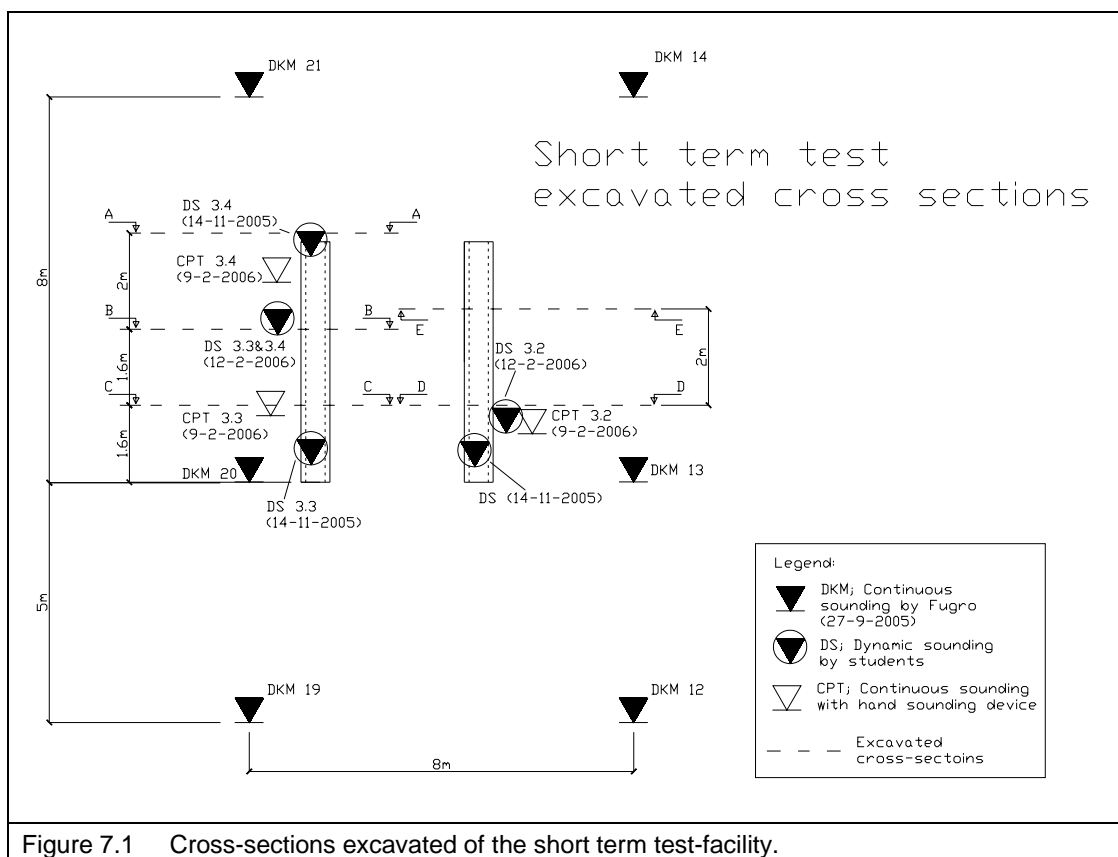 DKM 21
DKM 14
Short term test
excavated cross sections
DS 3.4
(14-11-2005)
A
A
CPT 3.4
(9-2-2006)
8m
2m
B
B
E
E
DS 3.3&3.4
(12-2-2006)
DS 3.2
(12-2-2006)
2m
1.6m
C
C
D
D
CPT 3.3
(9-2-2006)
CPT 3.2
(9-2-2006)
1.6m
DKM 20
DKM 13
DS 3.3
(14-11-2005)
DS (14-11-2005)
5m
DKM 19
DKM 12
8m
Legend:
DKM; Continuous
sounding by Fugro
(27-9-2005)
DS; Dynamic sounding
by students
CPT; Continuous sounding
with hand sounding device
Excavated
cross-sectoins
Figure 7.1 Cross-sections excavated of the short term test-facility.